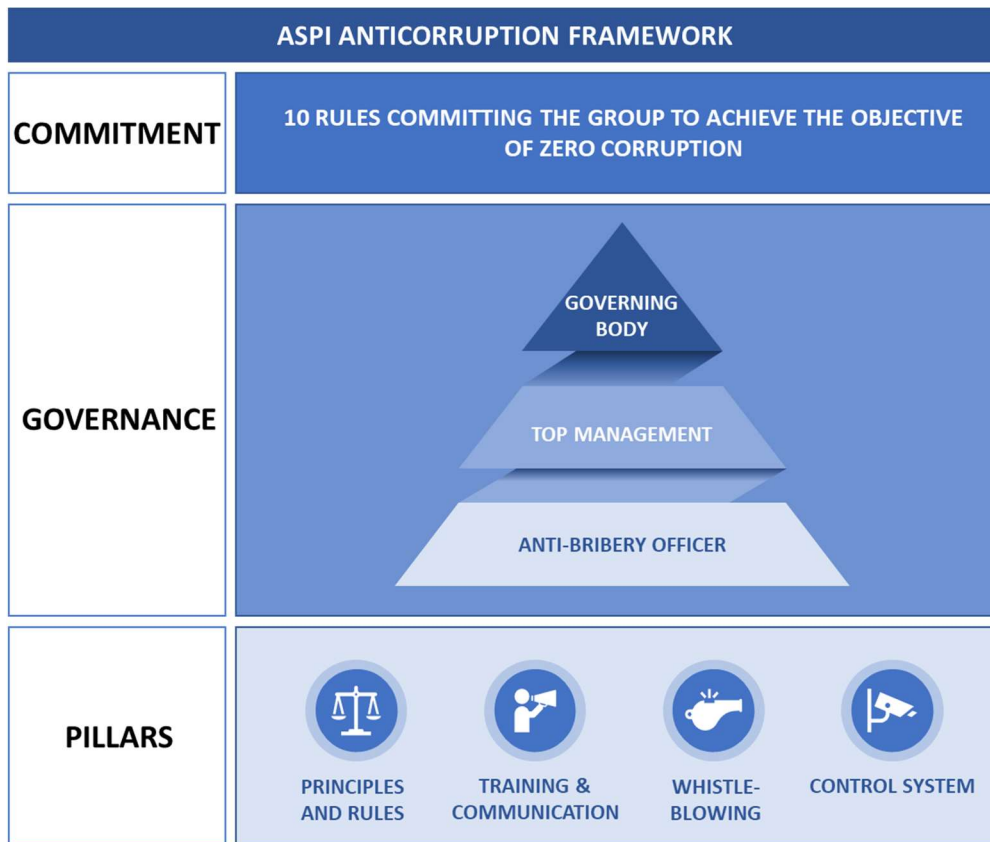 ASPI ANTICORRUPTION FRAMEWORK
COMMITMENT
10 RULES COMMITTING THE GROUP TO ACHIEVE THE OBJECTIVE
OF ZERO CORRUPTION
GOVERNANCE
GOVERNING
BODY
TOP MANAGEMENT
ANTI-BRIBERY OFFICER
PILLARS
PRINCIPLES
AND RULES
TRAINING &
COMMUNICATION
WHISTLE-
BLOWING
CONTROL SYSTEM